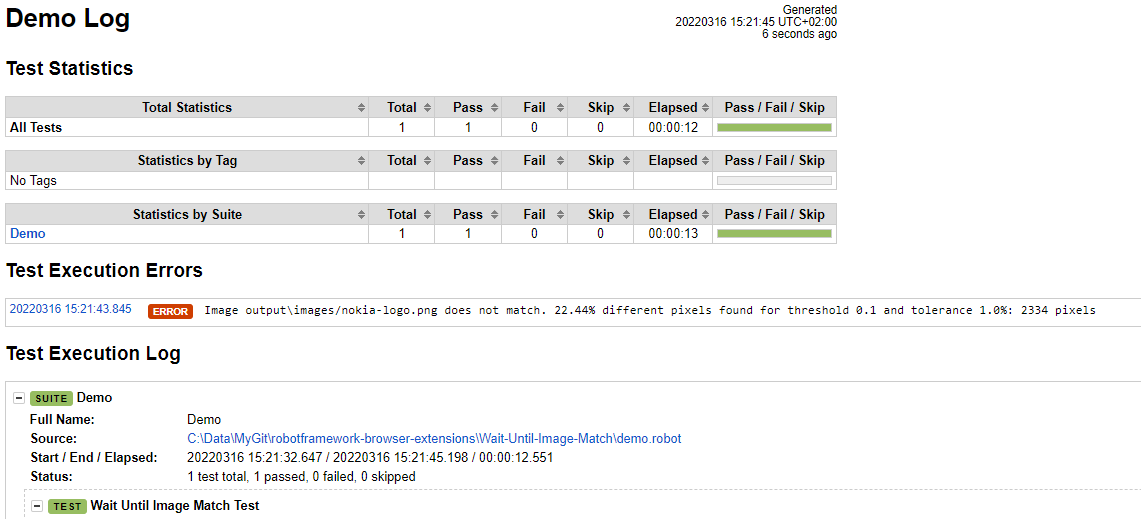 Demo Log
Generated
20220316 15:21:45 UTC+02:00
6 seconds ago
Test Statistics
Total Statistics Total Pass Fail Skip Elapsed Pass / Fail / Skip
All Tests 1 1 0 0 00:00:12
Statistics by Tag Total Pass Fail Skip Elapsed Pass / Fail / Skip
No Tags
Statistics by Suite Total Pass Fail Skip Elapsed Pass / Fail / Skip
Demo 1 1 0 0 00:00:13
Test Execution Errors
20220316 15:21:43.845 ERROR Image output\images/nokia-logo.png does not match. 22.44% different pixels found for threshold 0.1 and tolerance 1.0%: 2334 pixels
Test Execution Log
SUITE Demo
Full Name: Demo
Source: C:\Data\MyGit\robotframework-browser-extensions\Wait-Until-Image-Match\demo.robot
Start / End / Elapsed: 20220316 15:21:32.647 / 20220316 15:21:45.198 / 00:00:12.551
Status: 1 test total, 1 passed, 0 failed, 0 skipped
TEST Wait Until Image Match Test